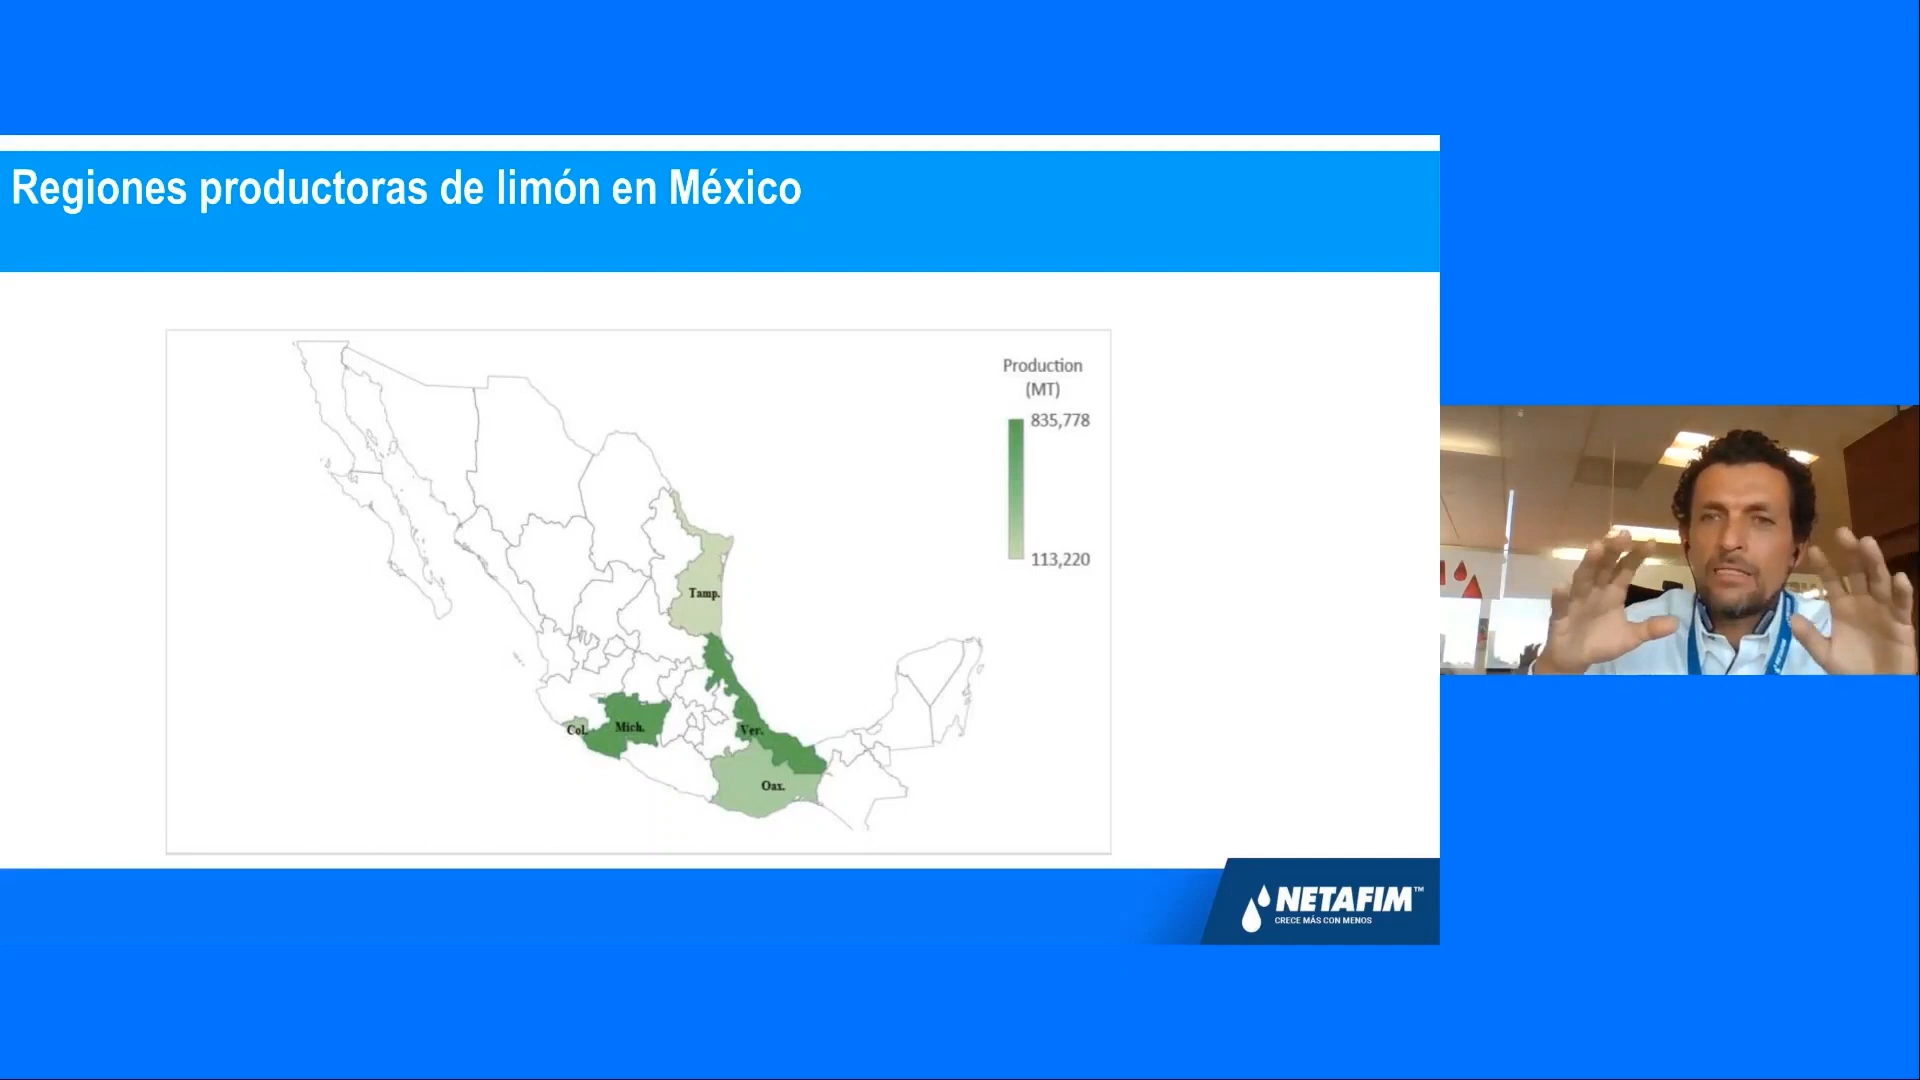 Regiones productoras de limón en México
Production
(MT)
835,778
113,220
Tamp.
Col.
Mich.
Ver.
Oax.
NETAFIM™
CRECE MÁS CON MENOS
NETAFIM